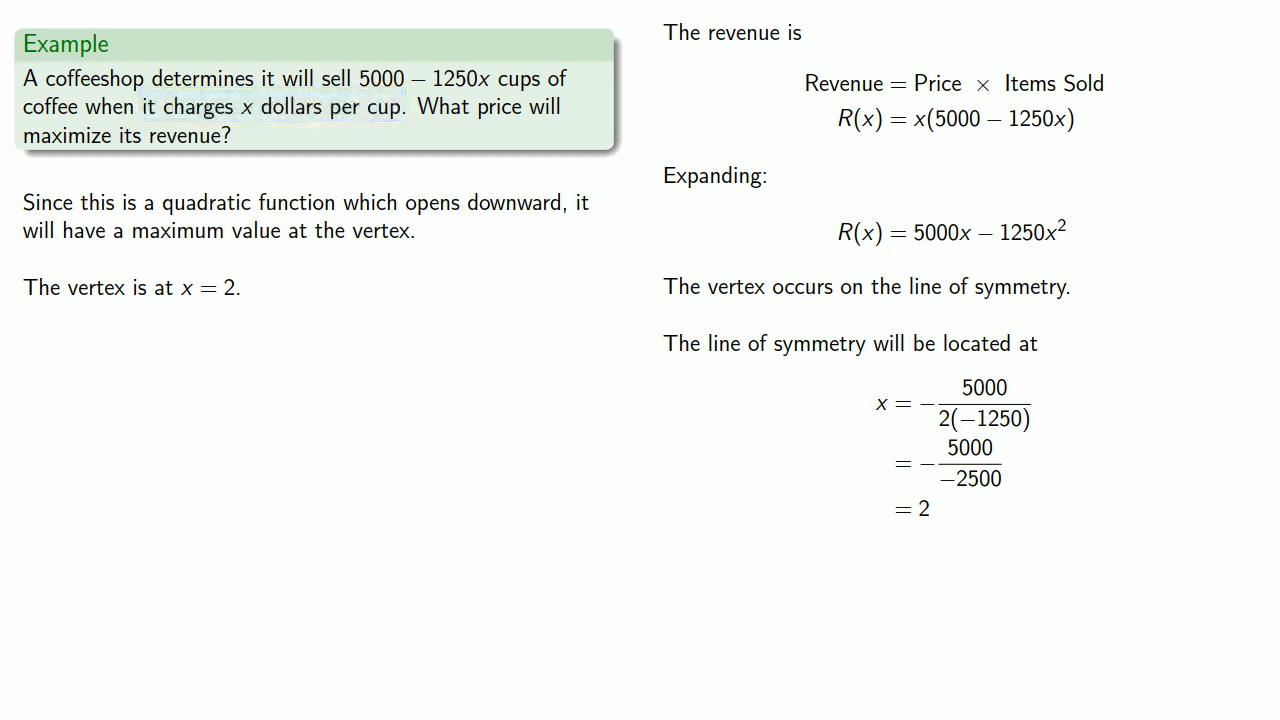 Example
A coffeeshop determines it will sell 5000 − 1250x cups of
coffee when it charges x dollars per cup. What price will
maximize its revenue?
Since this is a quadratic function which opens downward, it
will have a maximum value at the vertex.
The vertex is at x = 2.
The revenue is
Revenue = Price × Items Sold
R(x) = x(5000 − 1250x)
Expanding:
R(x) = 5000x − 1250x²
The vertex occurs on the line of symmetry.
The line of symmetry will be located at
x = −5000/2(−1250)
= −5000/−2500
= 2